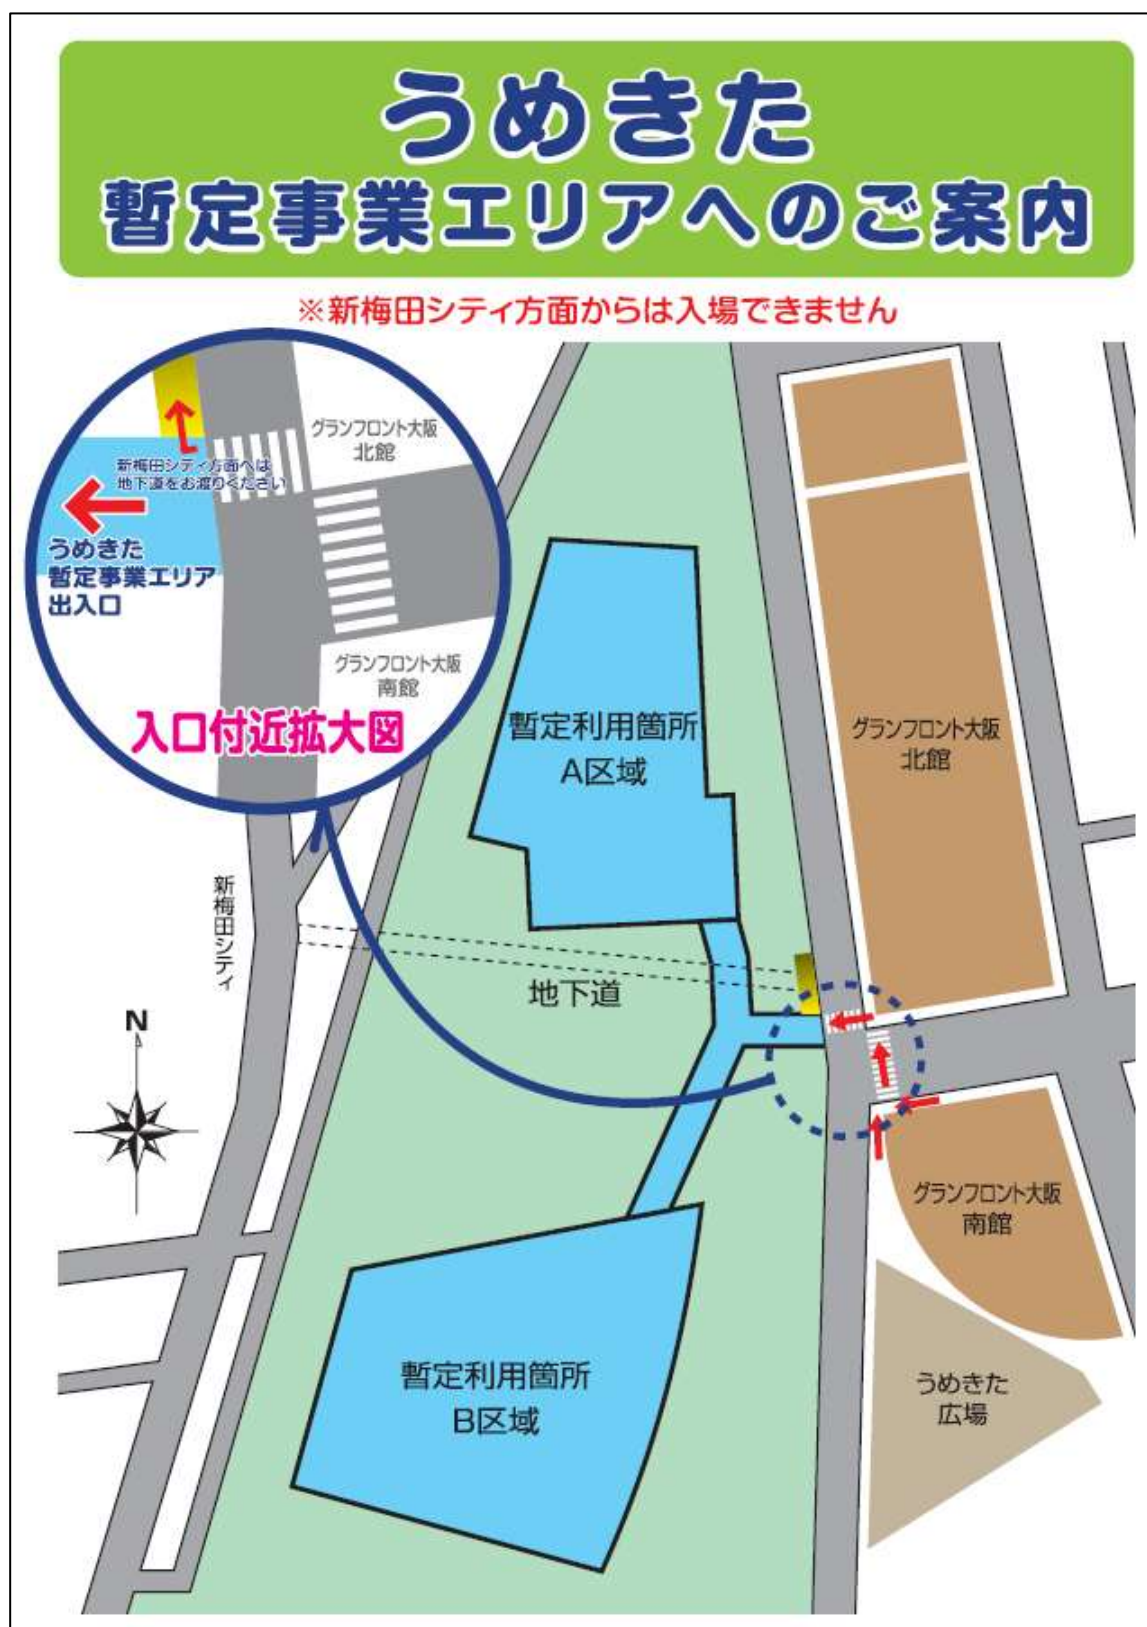 うめきた
暫定事業エリアへのご案内
※新梅田シティ方面からは入場できません
グランフロント大阪
北館
新梅田シティ方面へは
地下道をお渡りください
うめきた
暫定事業エリア
出入口
グランフロント大阪
南館
入口付近拡大図
暫定利用箇所
A区域
グランフロント大阪
北館
新梅田シティ
地下道
N
グランフロント大阪
南館
暫定利用箇所
B区域
うめきた
広場